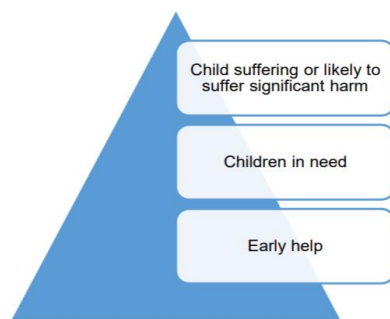 Child suffering or likely to
suffer significant harm
Children in need
Early help